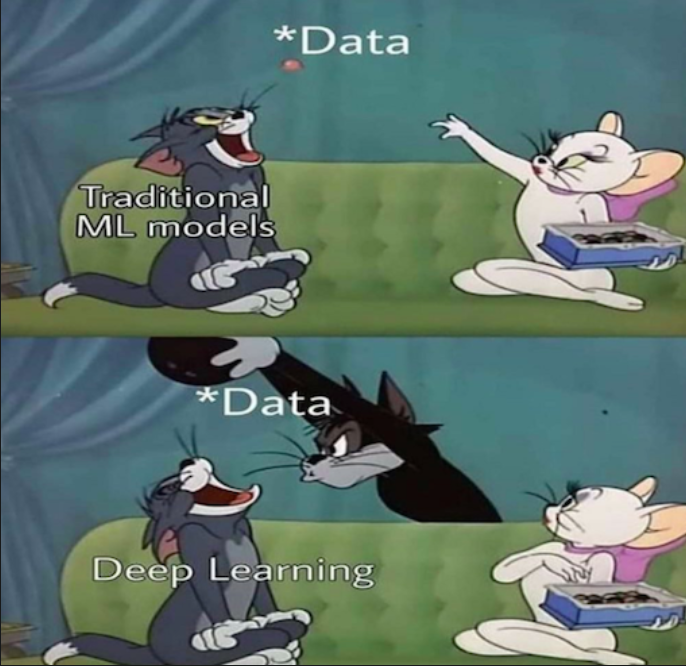 *Data
Traditional
ML models
*Data
Deep Learning